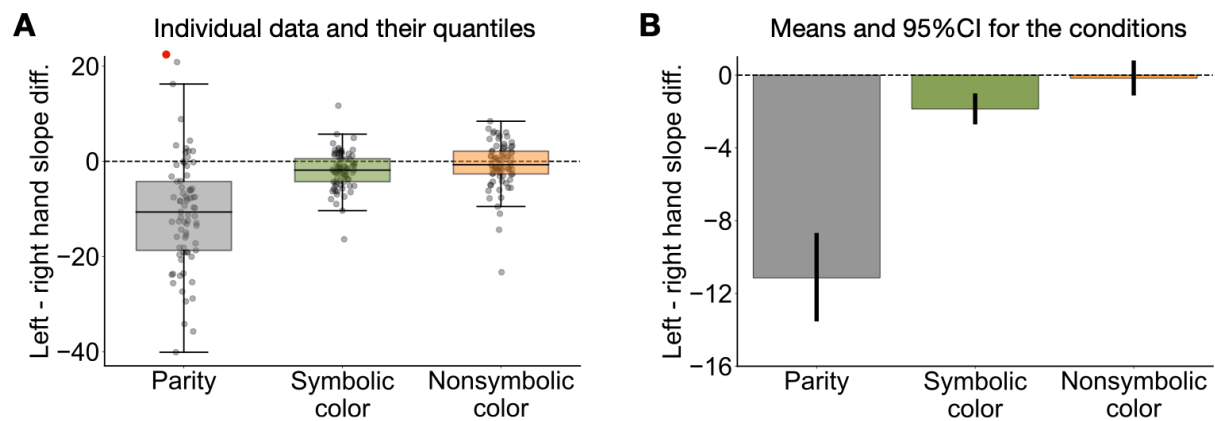 A
Individual data and their quantiles
Left - right hand slope diff.
20
0
−20
−40
Parity
Symbolic
color
Nonsymbolic
color
B
Means and 95%CI for the conditions
Left - right hand slope diff.
0
−4
−8
−12
−16
Parity
Symbolic
color
Nonsymbolic
color